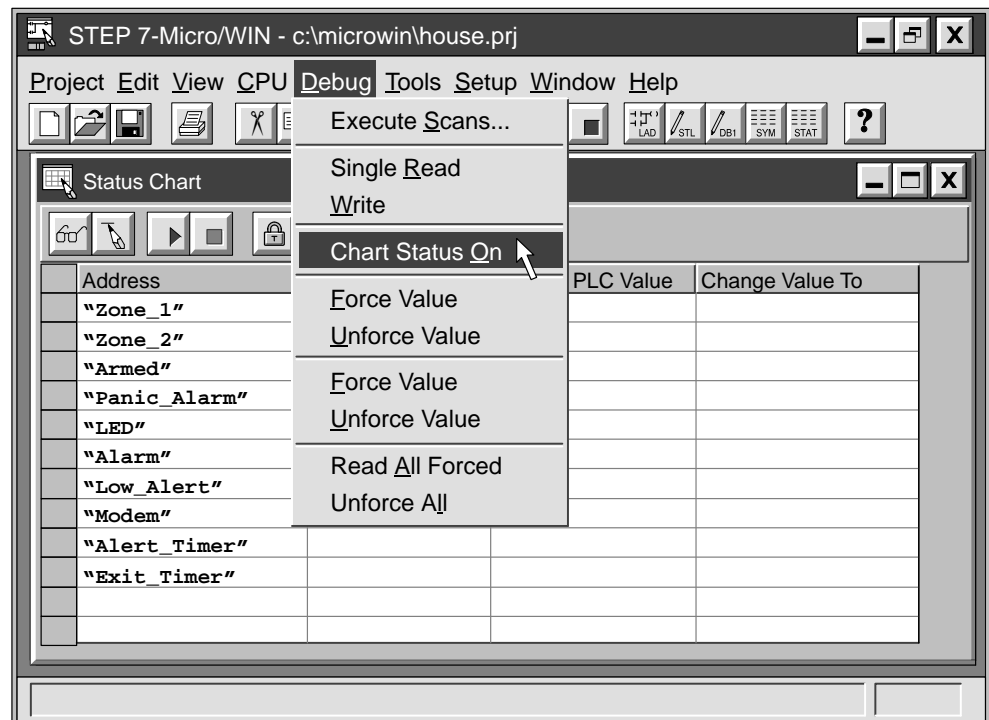 STEP 7-Micro/WIN - c:\microwin\house.prj
Project Edit View CPU Debug Tools Setup Window Help
LAD STL DB1 SYM STAT ?
Execute Scans...
Single Read
Write
Chart Status On
Force Value
Unforce Value
Force Value
Unforce Value
Read All Forced
Unforce All
Status Chart
Address PLC Value Change Value To
“Zone_1”
“Zone_2”
“Armed”
“Panic_Alarm”
“LED”
“Alarm”
“Low_Alert”
“Modem”
“Alert_Timer”
“Exit_Timer”